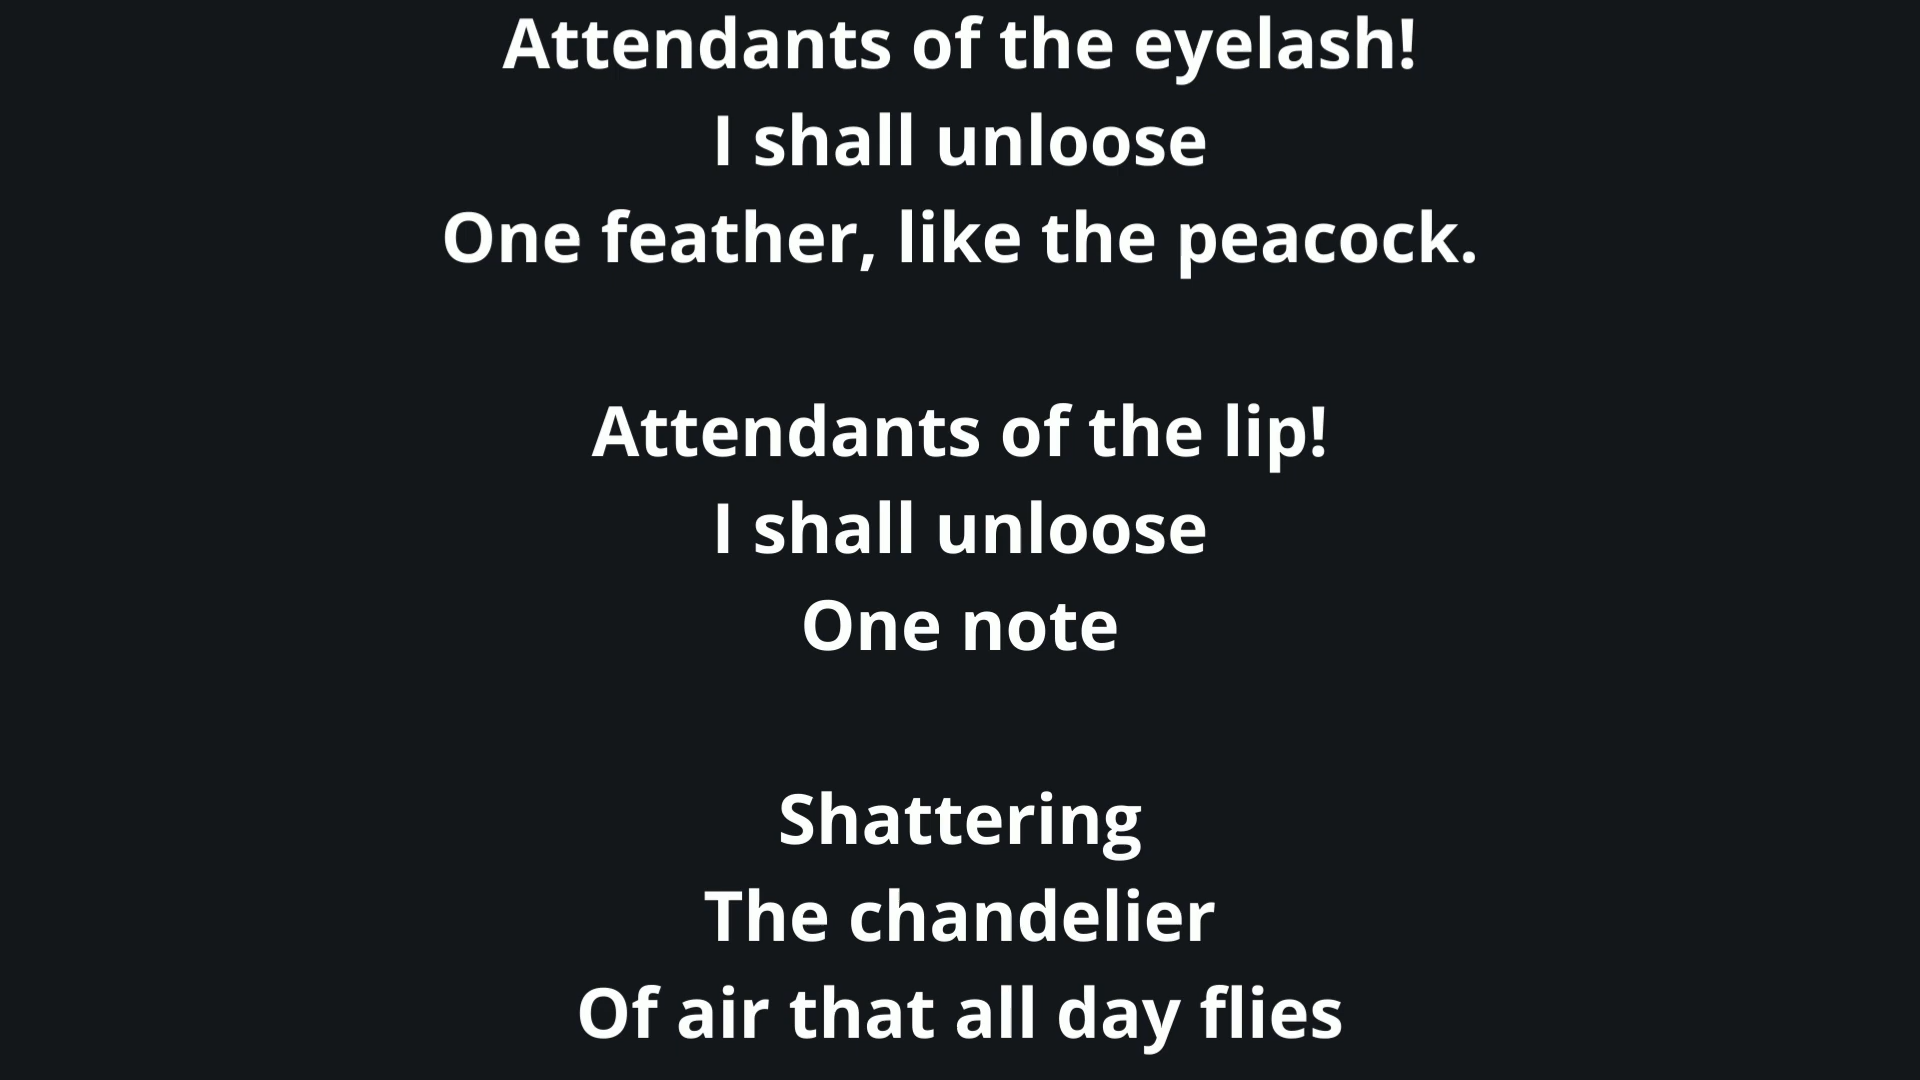 Attendants of the eyelash!
I shall unloose
One feather, like the peacock.
Attendants of the lip!
I shall unloose
One note
Shattering
The chandelier
Of air that all day flies